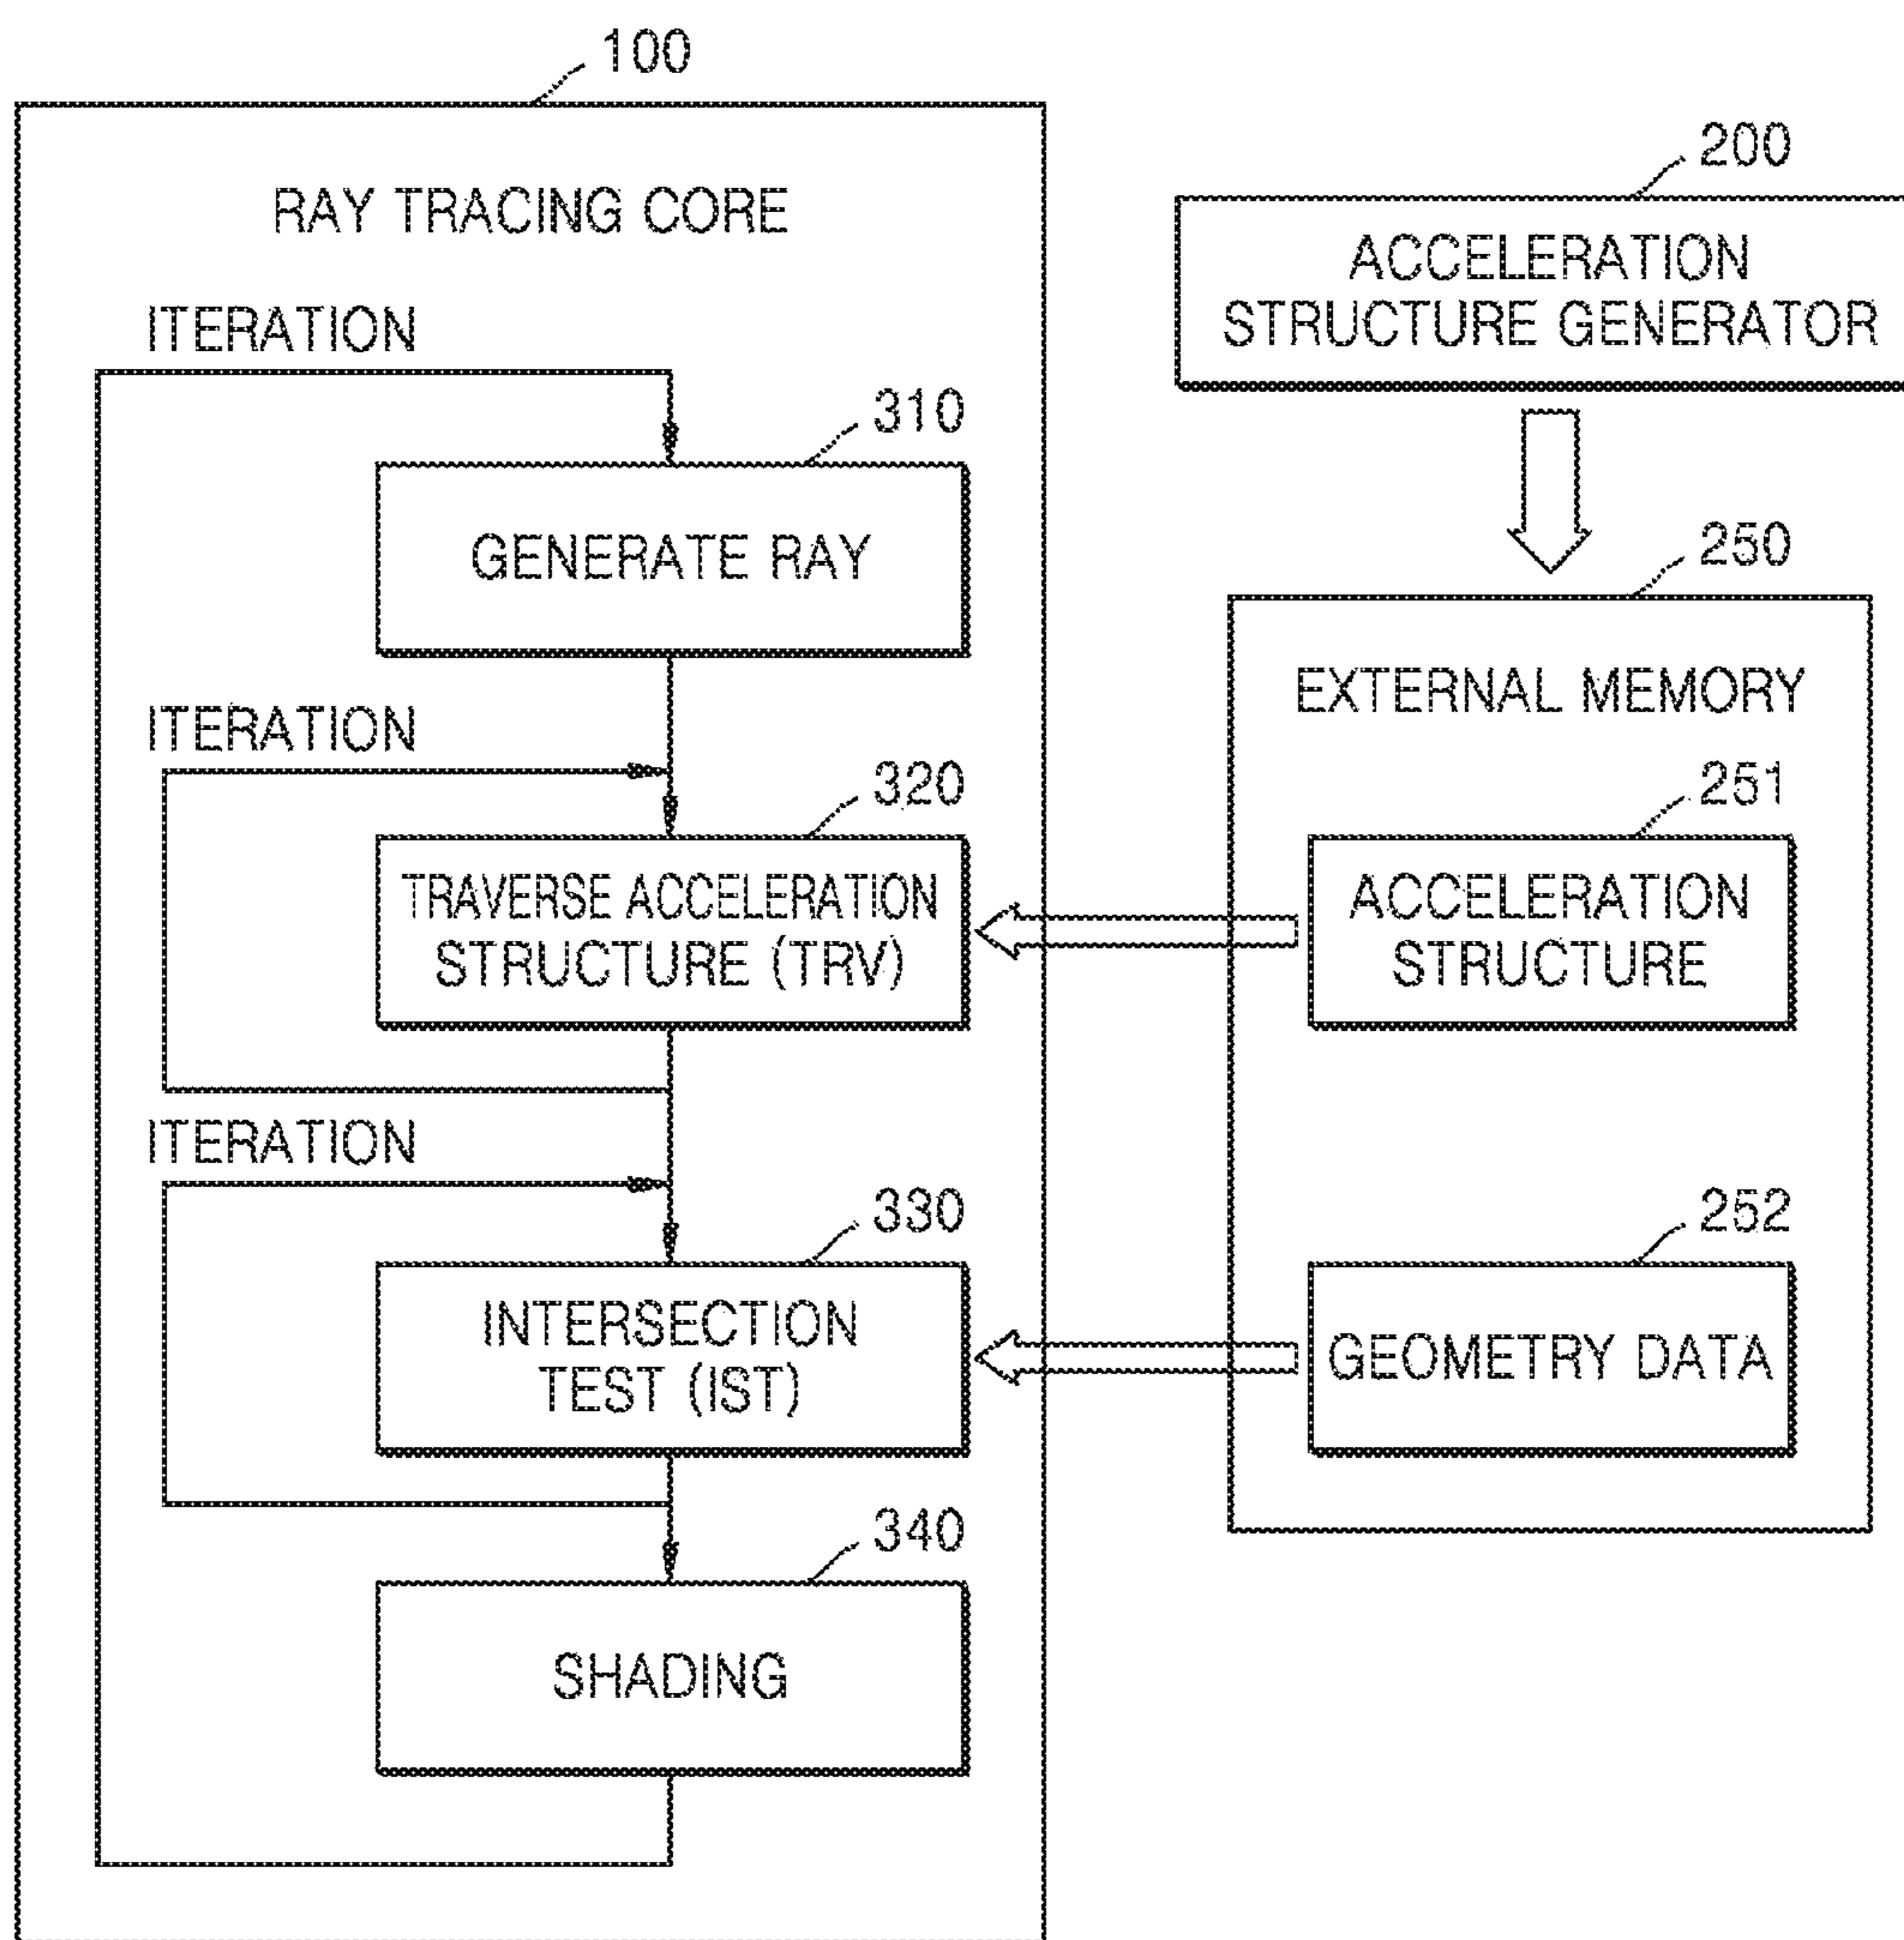 100
RAY TRACING CORE
ITERATION
310
GENERATE RAY
ITERATION
320
TRAVERSE ACCELERATION
STRUCTURE (TRV)
ITERATION
330
INTERSECTION
TEST (IST)
340
SHADING
200
ACCELERATION
STRUCTURE GENERATOR
250
EXTERNAL MEMORY
251
ACCELERATION
STRUCTURE
252
GEOMETRY DATA